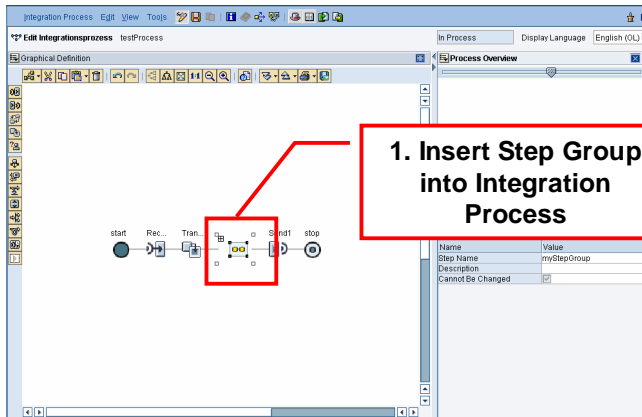 Integration Process Edit View Tools
Edit Integrationsprozess testProcess
In Process Display Language English (OL)
Graphical Definition
Process Overview
1:1
1. Insert Step Group
into Integration
Process
start Rec... Tran... Send1 stop
Name Value
Step Name myStepGroup
Description
Cannot Be Changed